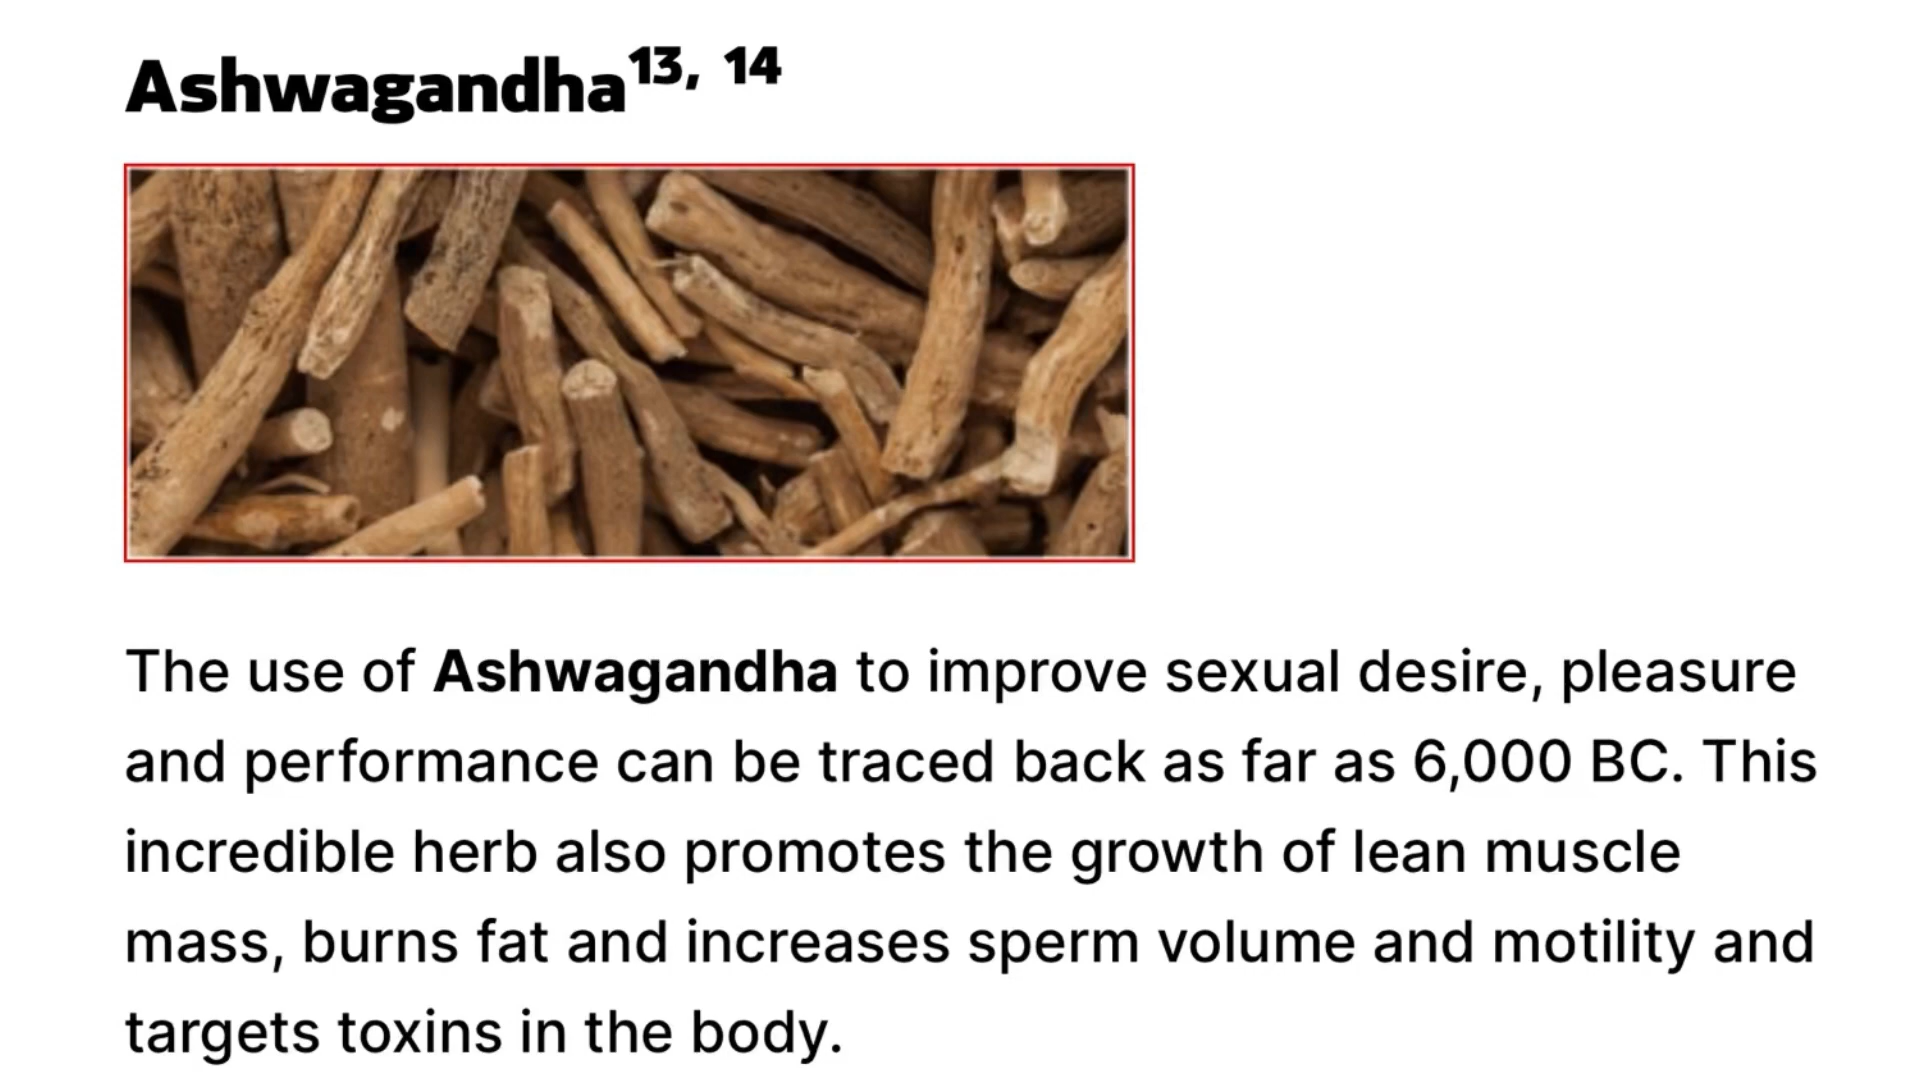 Ashwagandha13, 14
The use of Ashwagandha to improve sexual desire, pleasure
and performance can be traced back as far as 6,000 BC. This
incredible herb also promotes the growth of lean muscle
mass, burns fat and increases sperm volume and motility and
targets toxins in the body.